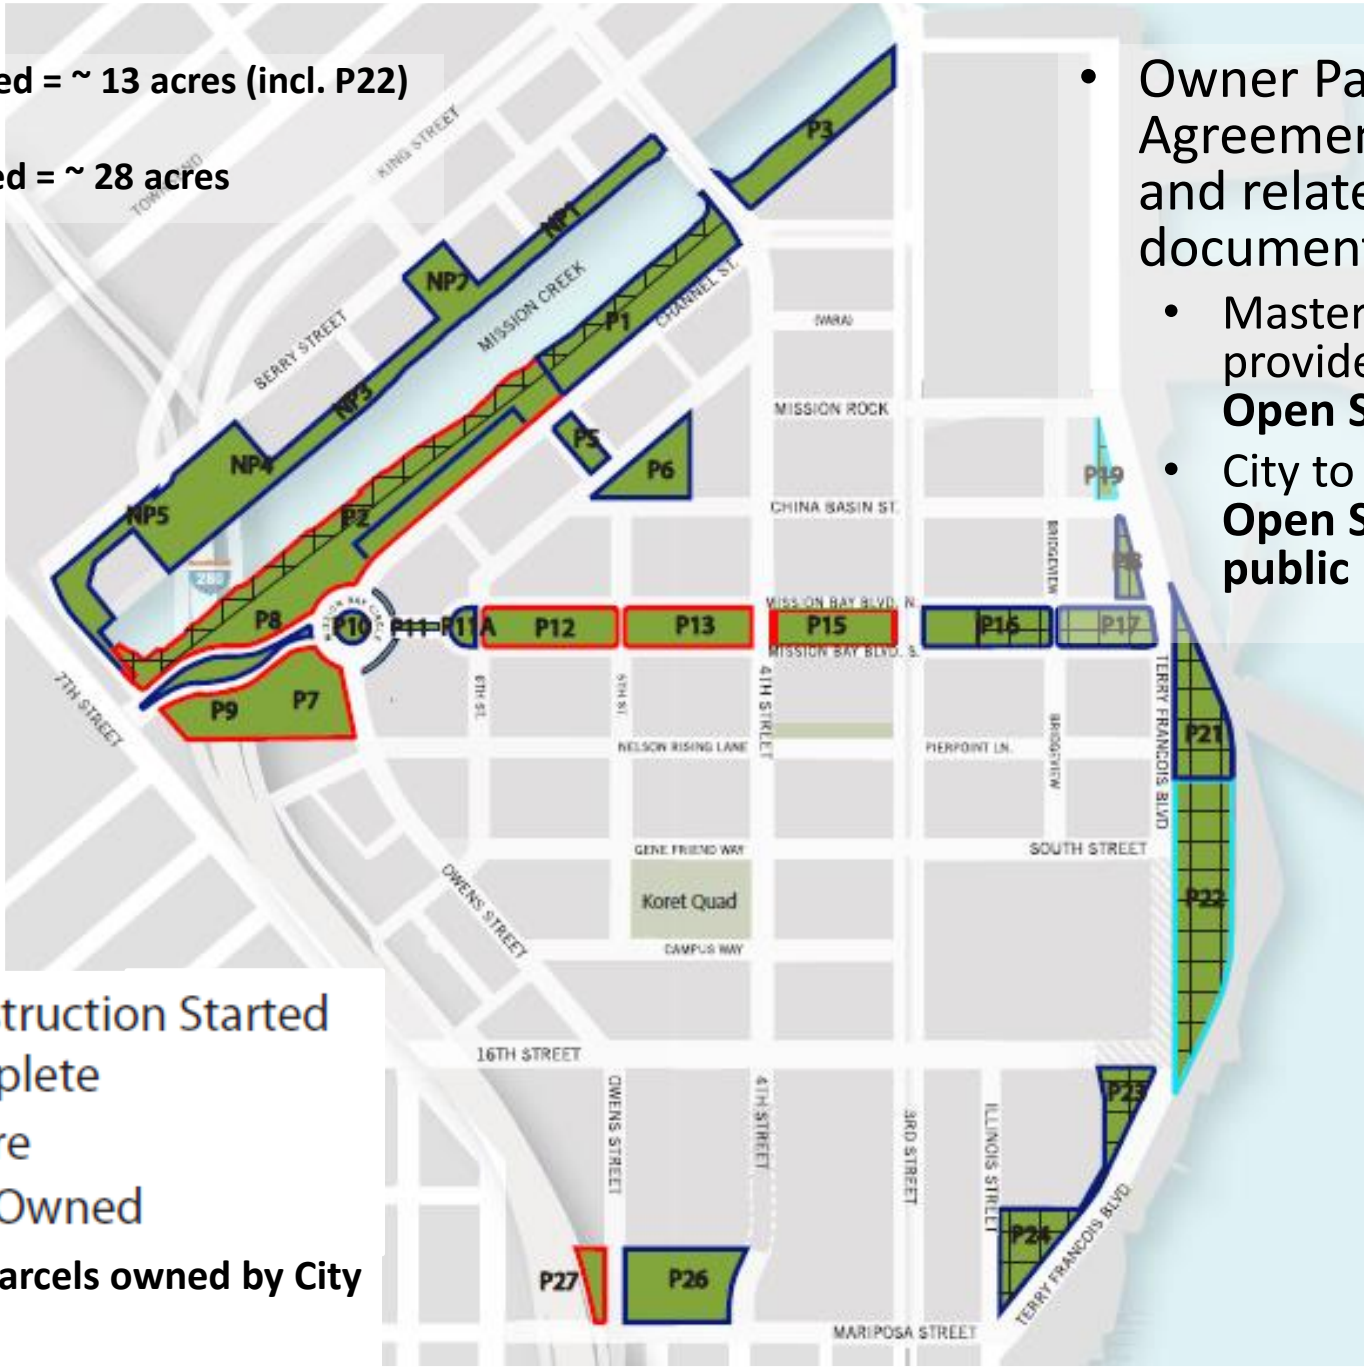 ed = ~ 13 acres (incl. P22)
ed = ~ 28 acres
• Owner Pa
Agreemen
and relate
document
• Master
provide
Open S
• City to
Open S
public
TOWNSEND
KING STREET
BERRY STREET
MISSION CREEK
CHANNEL ST.
P3
NP1
NP2
NP3
NP4
NP5
P1
P2
P5
P6
(VARA)
MISSION ROCK
CHINA BASIN ST.
P19
BRIDGEVIEW
280
P8
P10
P11
P11A
P12
P13
MISSION BAY BLVD. N.
P15
MISSION BAY BLVD. S.
P16
P17
P9
P7
7TH STREET
6TH ST.
5TH ST.
4TH STREET
NELSON RISING LANE
PIERPOINT LN.
BRIDGEVIEW
TERRY FRANCOIS BLVD
P21
GENE FRIEND WAY
SOUTH STREET
Koret Quad
P22
OWENS STREET
CAMPUS WAY
16TH STREET
OWENS STREET
4TH STREET
3RD STREET
ILLINOIS STREET
P23
P24
TERRY FRANCOIS BLVD.
P27
P26
MARIPOSA STREET
truction Started
plete
re
Owned
arcels owned by City